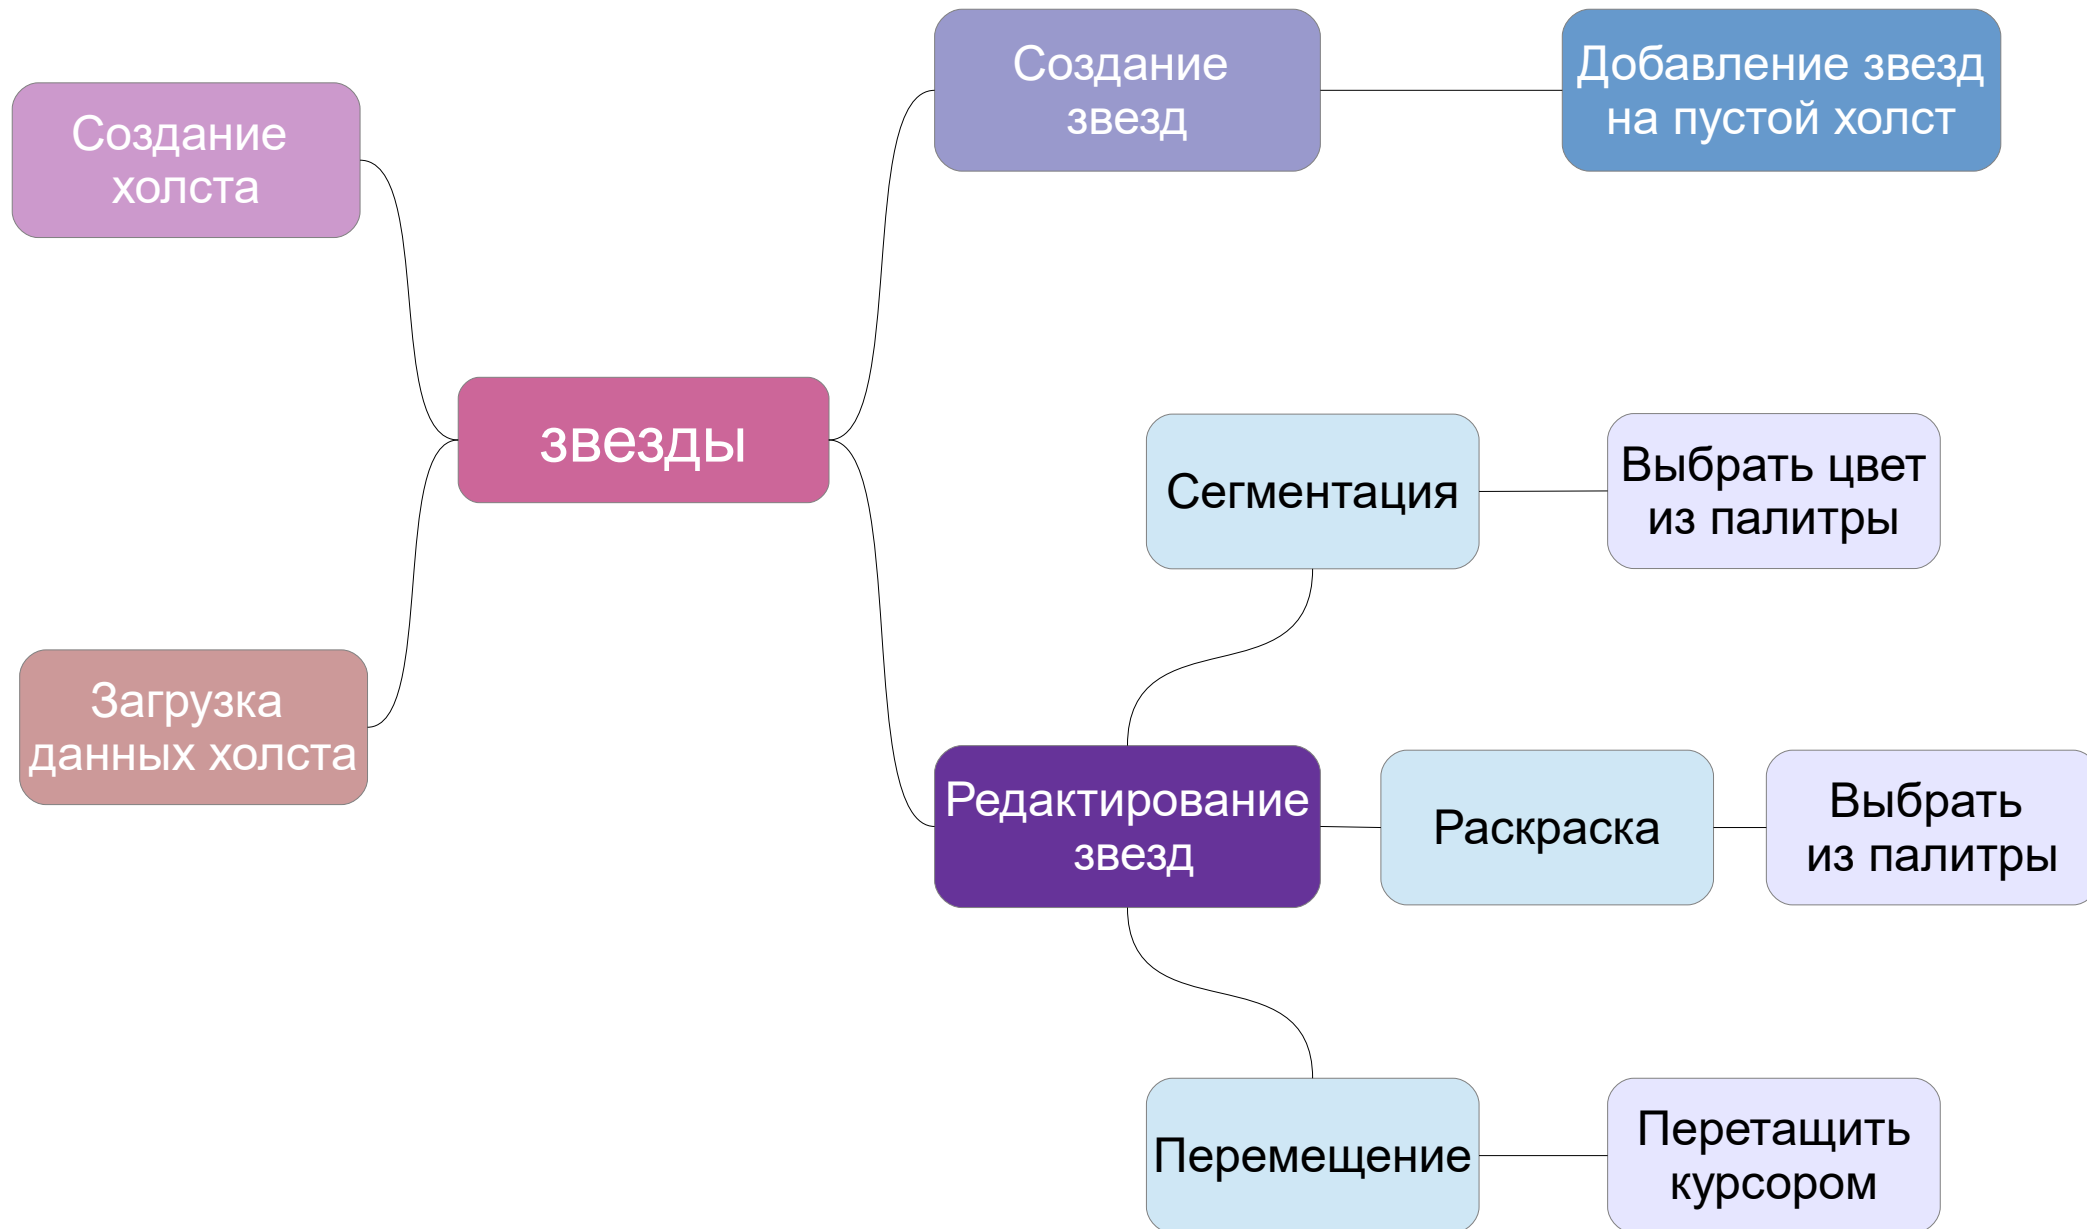 Создание
холста
Создание
звезд
Добавление звезд
на пустой холст
звезды
Сегментация
Выбрать цвет
из палитры
Загрузка
данных холста
Редактирование
звезд
Раскраска
Выбрать
из палитры
Перемещение
Перетащить
курсором